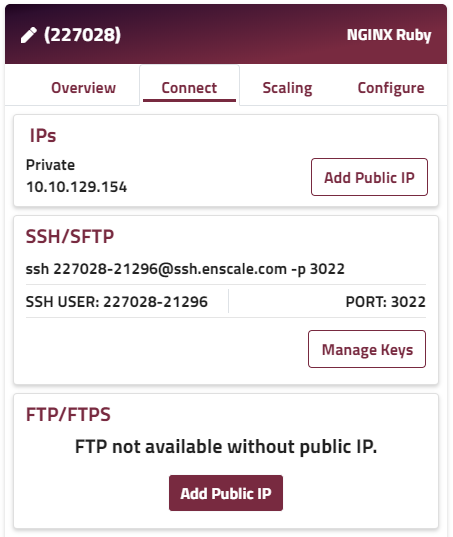 (227028) NGINX Ruby
Overview Connect Scaling Configure
IPs
Private
10.10.129.154
Add Public IP
SSH/SFTP
ssh 227028-21296@ssh.enscale.com -p 3022
SSH USER: 227028-21296 PORT: 3022
Manage Keys
FTP/FTPS
FTP not available without public IP.
Add Public IP